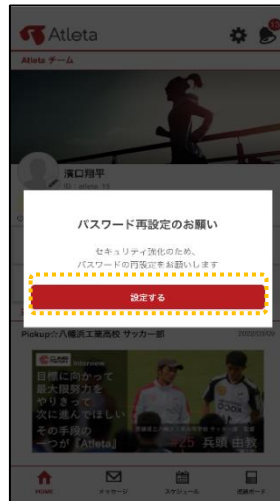 Atleta
13
Atleta チーム
濱口翔平
パスワード再設定のお願い
セキュリティ強化のため、
パスワードの再設定をお願いします
設定する
Pickup☆八幡浜工業高校 サッカー部
Interview
目標に向かって
最大限努力を
やりきって
次に進んでほしい
その手段の
一つが『Atleta』
#25 兵頭 由教
HOME
メッセージ
スケジュール